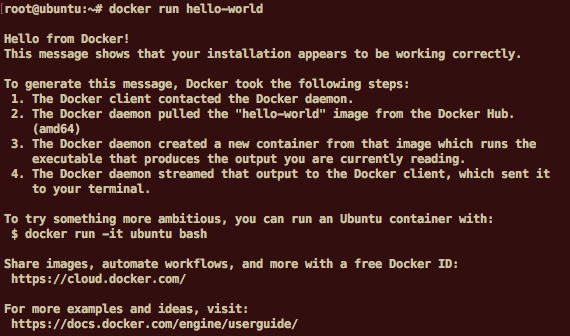 root@ubuntu:~# docker run hello-world
Hello from Docker!
This message shows that your installation appears to be working correctly.
To generate this message, Docker took the following steps:
1. The Docker client contacted the Docker daemon.
2. The Docker daemon pulled the "hello-world" image from the Docker Hub.
(amd64)
3. The Docker daemon created a new container from that image which runs the
executable that produces the output you are currently reading.
4. The Docker daemon streamed that output to the Docker client, which sent it
to your terminal.
To try something more ambitious, you can run an Ubuntu container with:
$ docker run -it ubuntu bash
Share images, automate workflows, and more with a free Docker ID:
https://cloud.docker.com/
For more examples and ideas, visit:
https://docs.docker.com/engine/userguide/